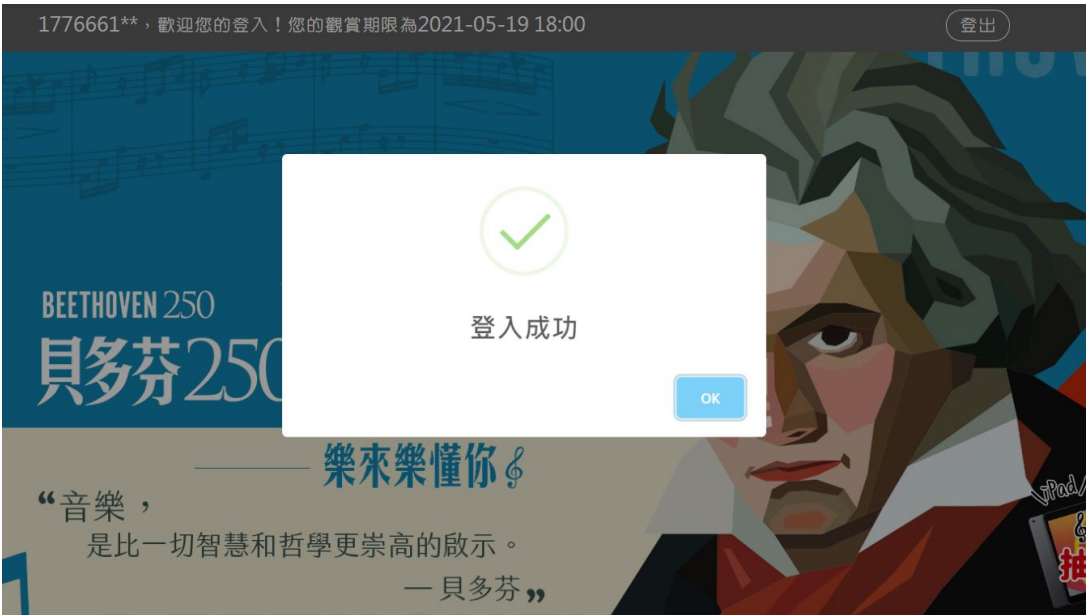 1776661**，歡迎您的登入！您的觀賞期限為2021-05-19 18:00
登出
登入成功
OK
BEETHOVEN 250
貝多芬250
樂來樂懂你
“音樂，
是比一切智慧和哲學更崇高的啟示。
— 貝多芬”
iPad
抽